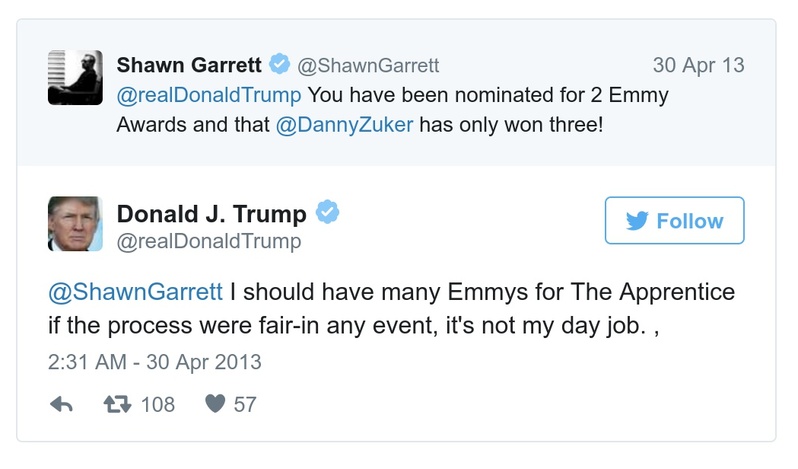 Shawn Garrett @ShawnGarrett 30 Apr 13
@realDonaldTrump You have been nominated for 2 Emmy
Awards and that @DannyZuker has only won three!
Donald J. Trump
@realDonaldTrump
Follow
@ShawnGarrett I should have many Emmys for The Apprentice
if the process were fair-in any event, it's not my day job. ,
2:31 AM - 30 Apr 2013
108 57